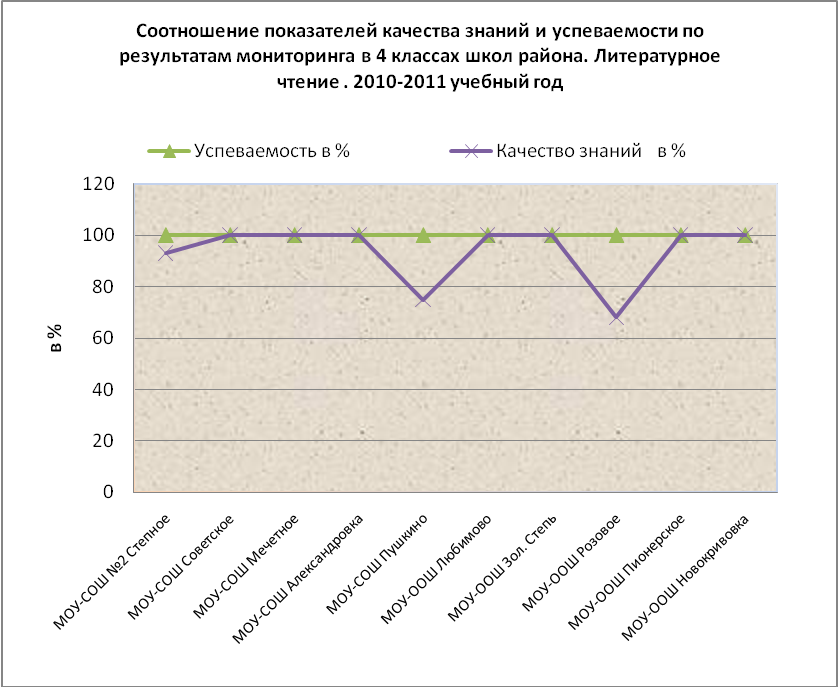 Соотношение показателей качества знаний и успеваемости по
результатам мониторинга в 4 классах школ района. Литературное
чтение . 2010-2011 учебный год
Успеваемость в %
Качество знаний в %
120
100
80
60
40
20
0
в %
МОУ-СОШ №2 Степное
МОУ-СОШ Советское
МОУ-СОШ Мечетное
МОУ-СОШ Александровка
МОУ-СОШ Пушкино
МОУ-ООШ Любимово
МОУ-ООШ Зол. Степь
МОУ-ООШ Розовое
МОУ-ООШ Пионерское
МОУ-ООШ Новокривовка